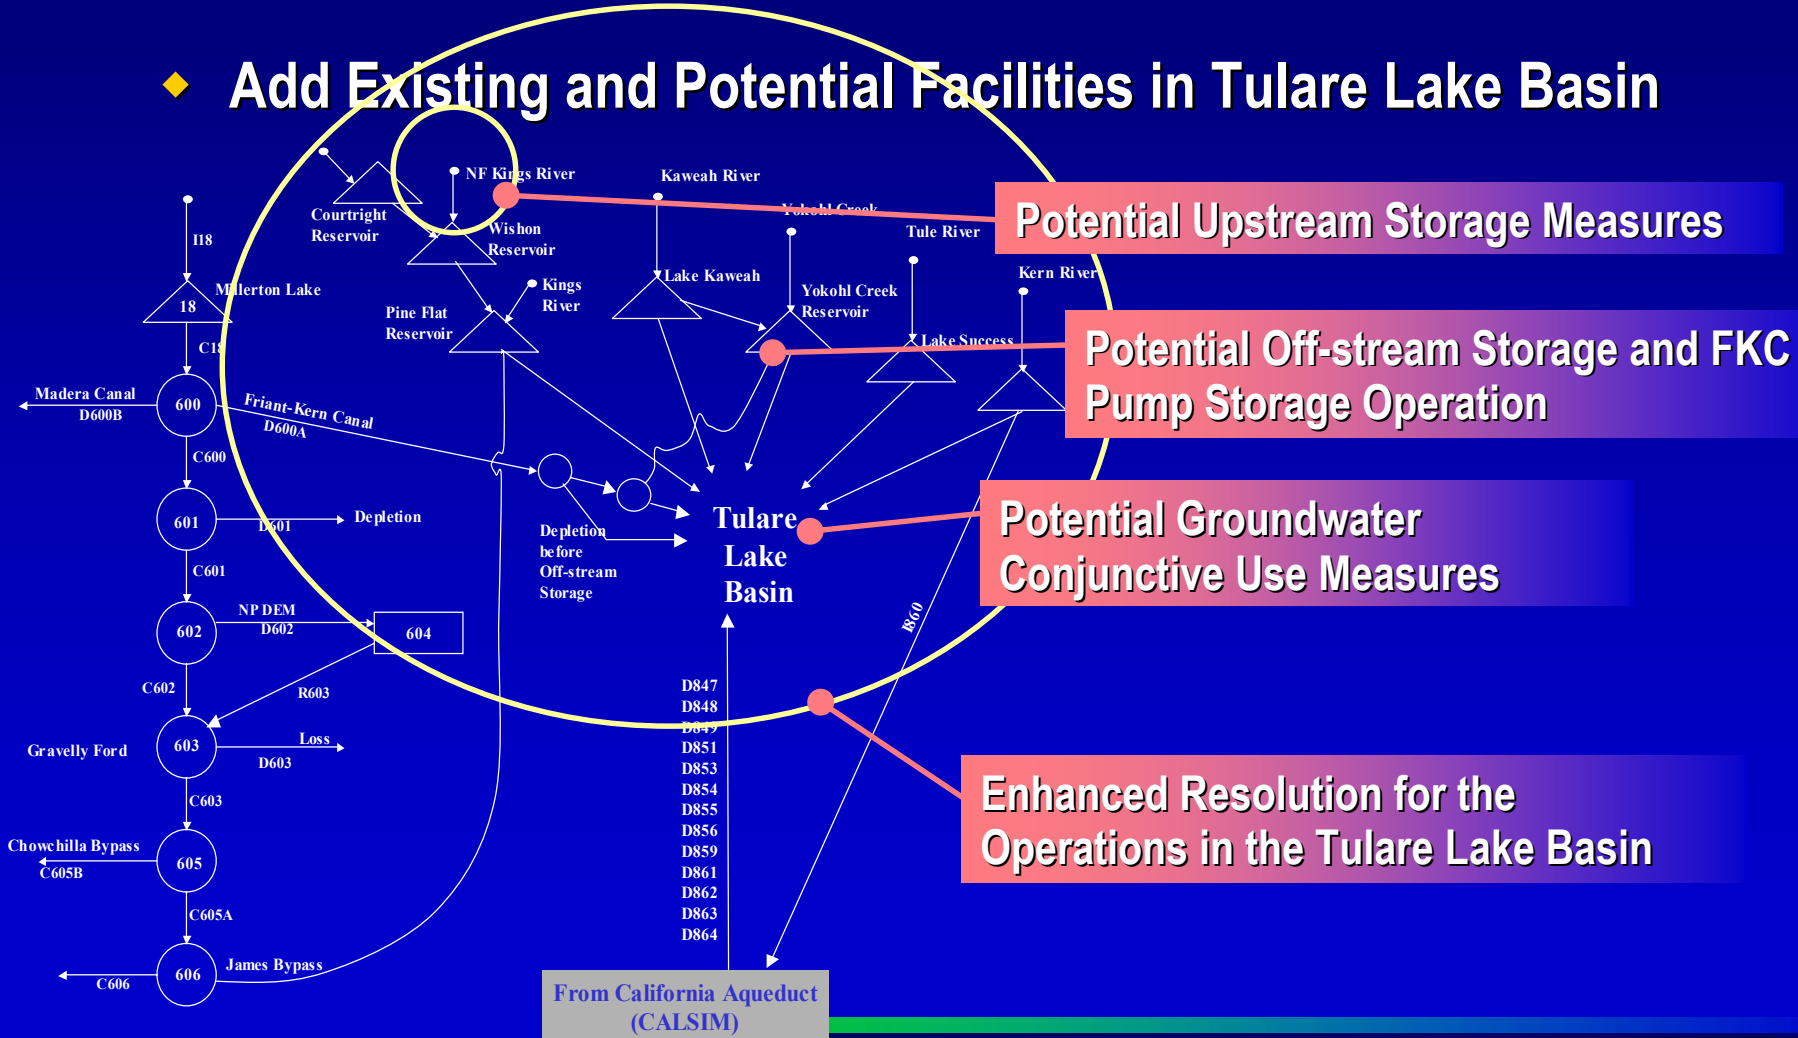 Add Existing and Potential Facilities in Tulare Lake Basin
NF Kings River
Kaweah River
Yokohl Creek
Courtright
Reservoir
Wishon
Reservoir
Tule River
Potential Upstream Storage Measures
I18
Millerton Lake
18
Lake Kaweah
Kings
River
Kern River
Yokohl Creek
Reservoir
Pine Flat
Reservoir
Lake Success
C18
Potential Off-stream Storage and FKC
Pump Storage Operation
Madera Canal
D600B
600
Friant-Kern Canal
D600A
C600
601
D601
Depletion
Depletion
before
Off-stream
Storage
Tulare
Lake
Basin
Potential Groundwater
Conjunctive Use Measures
C601
NP DEM
D602
602
604
I860
C602
R603
D847
D848
D849
D851
D853
D854
D855
D856
D859
D861
D862
D863
D864
Gravelly Ford
603
Loss
D603
Enhanced Resolution for the
Operations in the Tulare Lake Basin
C603
Chowchilla Bypass
C605B
605
C605A
606
C606
James Bypass
From California Aqueduct
(CALSIM)